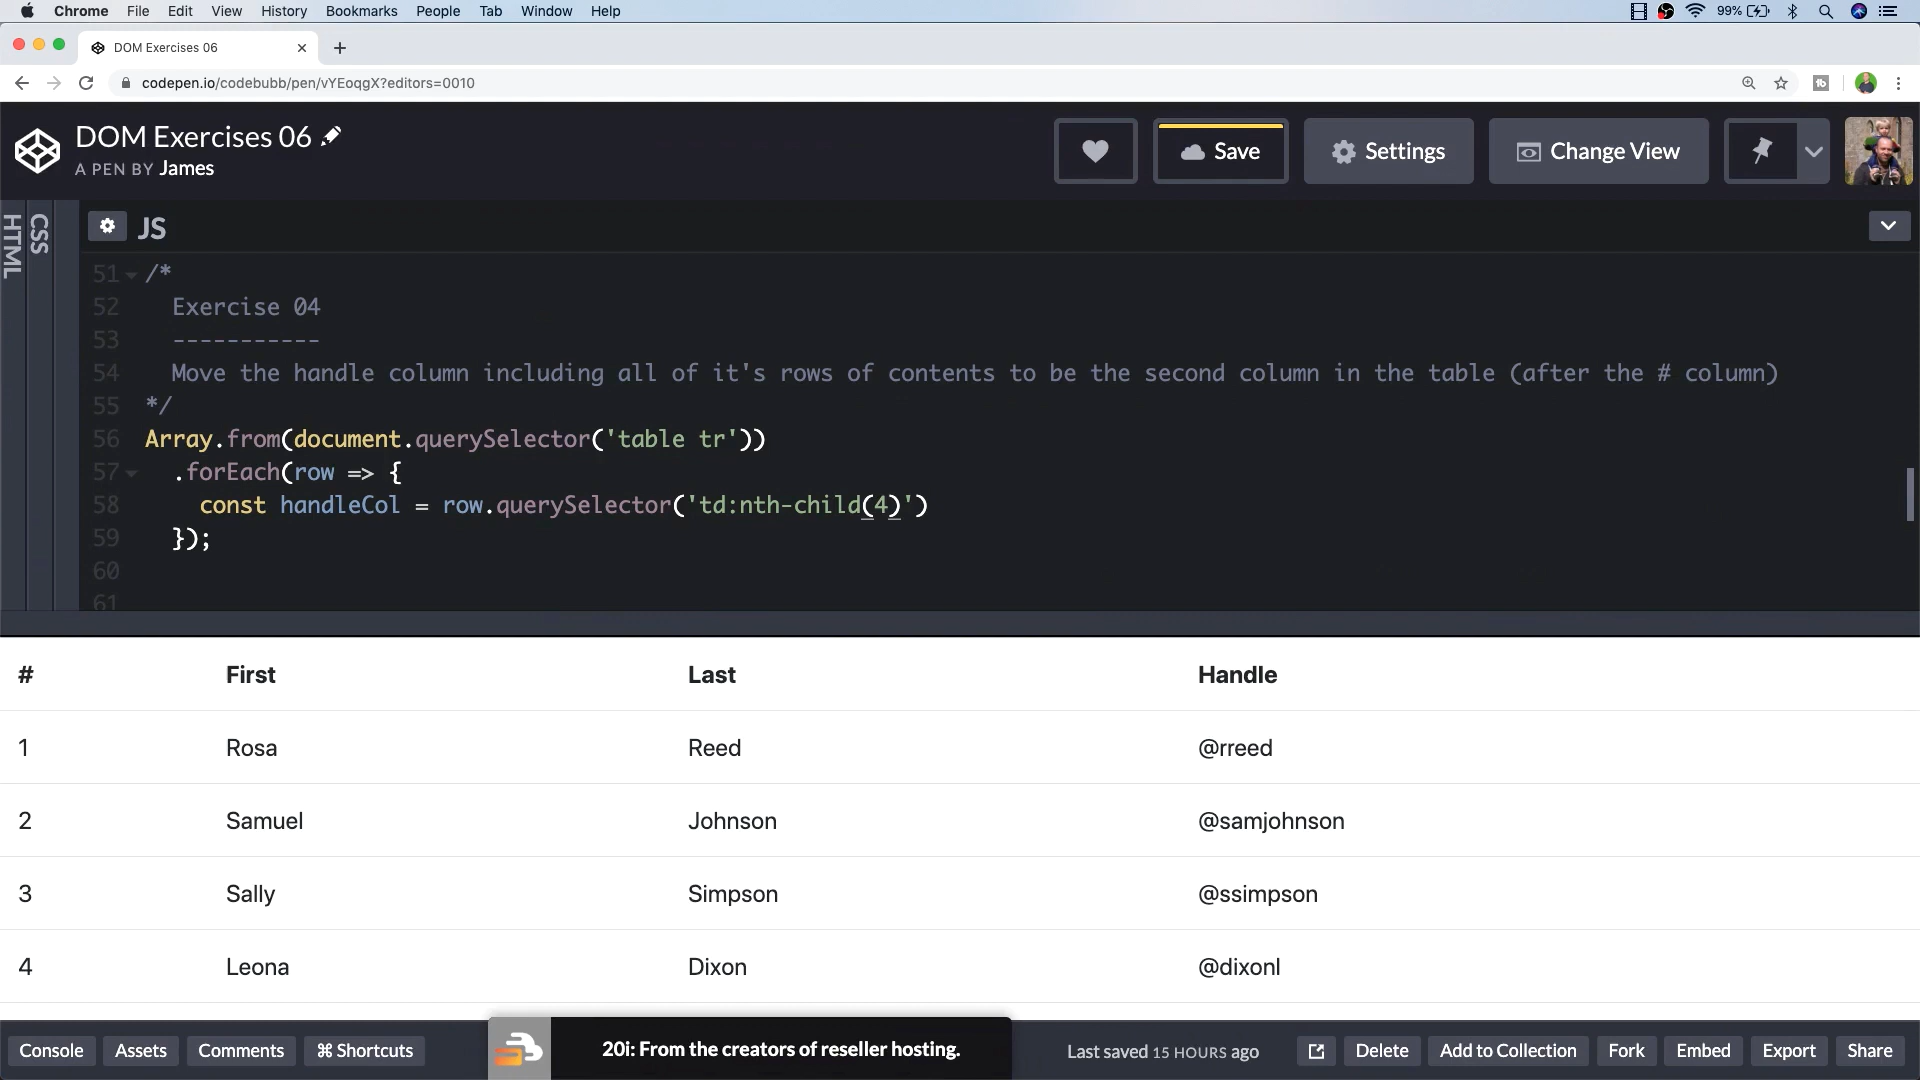 Chrome File Edit View History Bookmarks People Tab Window Help 99%
DOM Exercises 06
codepen.io/codebubb/pen/vYEoqgX?editors=0010
DOM Exercises 06
A PEN BY James
Save Settings Change View
HTML
CSS
JS
51 /*
52 Exercise 04
53 -----------
54 Move the handle column including all of it's rows of contents to be the second column in the table (after the # column)
55 */
56 Array.from(document.querySelector('table tr'))
57 .forEach(row => {
58 const handleCol = row.querySelector('td:nth-child(4)')
59 });
60
61
# First Last Handle
1 Rosa Reed @rreed
2 Samuel Johnson @samjohnson
3 Sally Simpson @ssimpson
4 Leona Dixon @dixonl
Console Assets Comments ⌘ Shortcuts 20i: From the creators of reseller hosting. Last saved 15 HOURS ago Delete Add to Collection Fork Embed Export Share